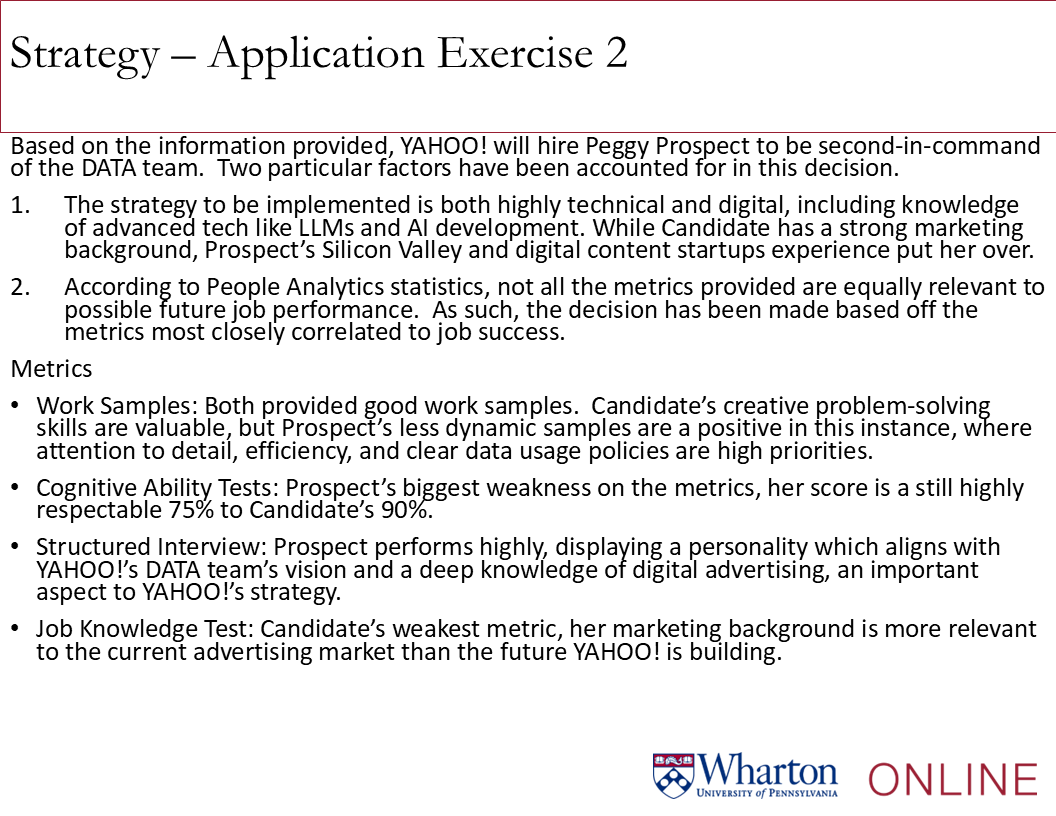 Strategy – Application Exercise 2
Based on the information provided, YAHOO! will hire Peggy Prospect to be second-in-command
of the DATA team.  Two particular factors have been accounted for in this decision.
1. The strategy to be implemented is both highly technical and digital, including knowledge
of advanced tech like LLMs and AI development. While Candidate has a strong marketing
background, Prospect’s Silicon Valley and digital content startups experience put her over.
2. According to People Analytics statistics, not all the metrics provided are equally relevant to
possible future job performance.  As such, the decision has been made based off the
metrics most closely correlated to job success.
Metrics
• Work Samples: Both provided good work samples.  Candidate’s creative problem-solving
skills are valuable, but Prospect’s less dynamic samples are a positive in this instance, where
attention to detail, efficiency, and clear data usage policies are high priorities.
• Cognitive Ability Tests: Prospect’s biggest weakness on the metrics, her score is a still highly
respectable 75% to Candidate’s 90%.
• Structured Interview: Prospect performs highly, displaying a personality which aligns with
YAHOO!’s DATA team’s vision and a deep knowledge of digital advertising, an important
aspect to YAHOO!’s strategy.
• Job Knowledge Test: Candidate’s weakest metric, her marketing background is more relevant
to the current advertising market than the future YAHOO! is building.
Wharton
UNIVERSITY of PENNSYLVANIA
ONLINE